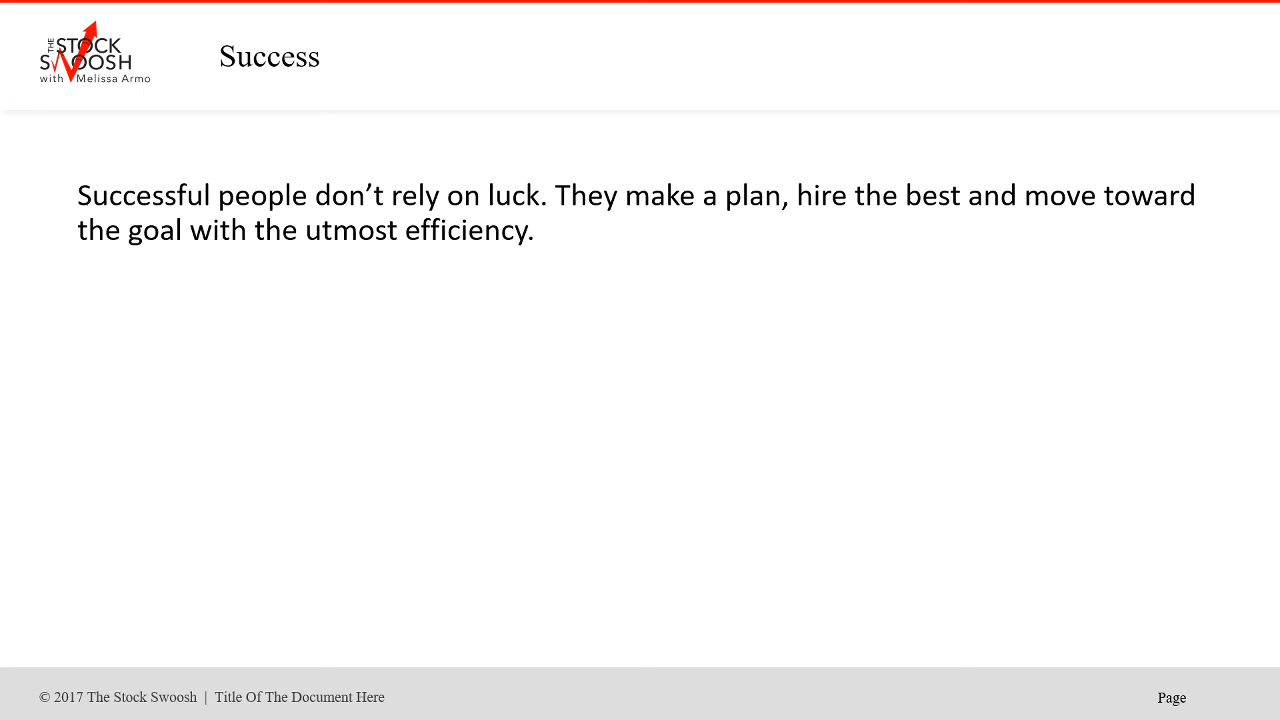 THE STOCK
SWOOSH
with Melissa Armo
Success
Successful people don’t rely on luck. They make a plan, hire the best and move toward
the goal with the utmost efficiency.
© 2017 The Stock Swoosh | Title Of The Document Here
Page